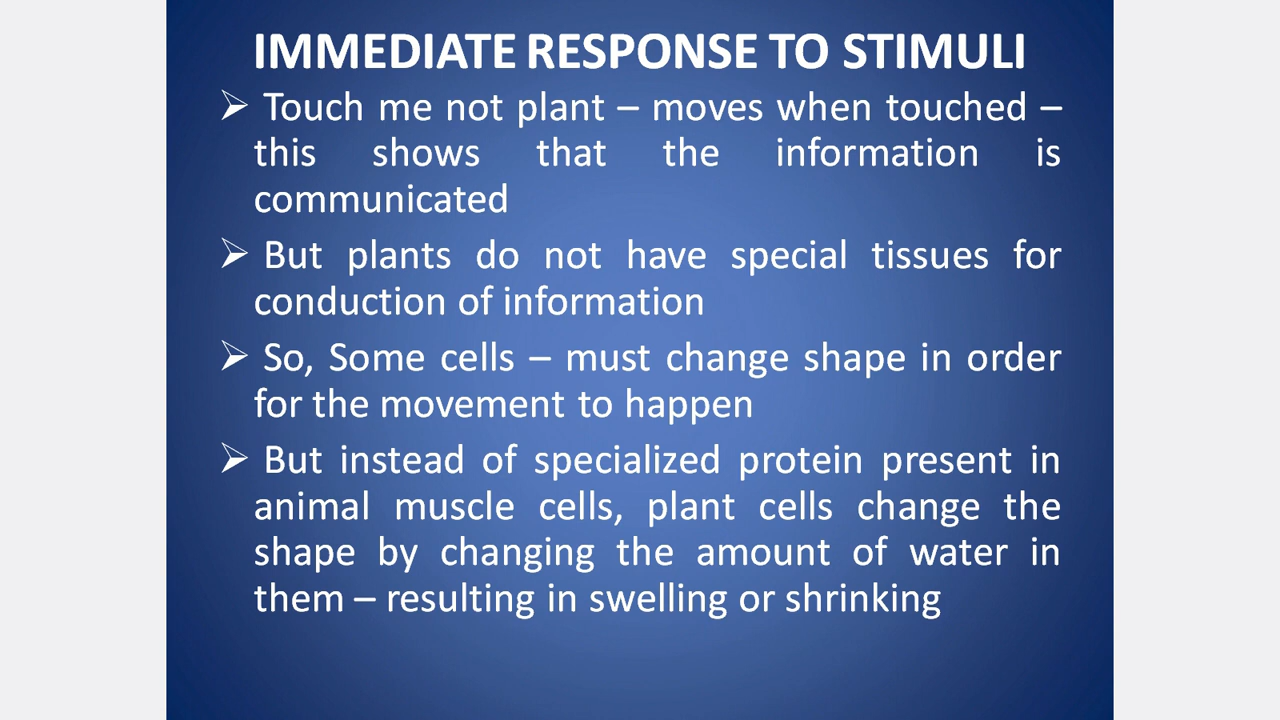 IMMEDIATE RESPONSE TO STIMULI
➢ Touch me not plant – moves when touched –
this shows that the information is
communicated
➢ But plants do not have special tissues for
conduction of information
➢ So, Some cells – must change shape in order
for the movement to happen
➢ But instead of specialized protein present in
animal muscle cells, plant cells change the
shape by changing the amount of water in
them – resulting in swelling or shrinking